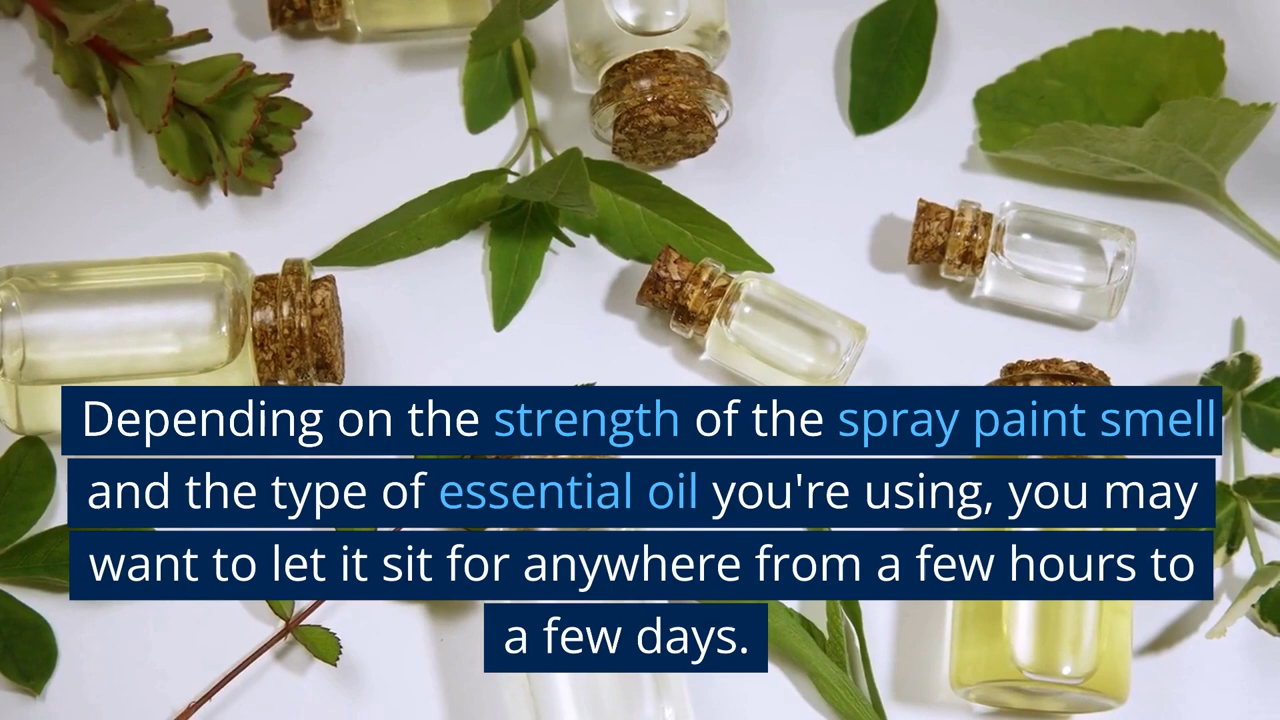 Depending on the strength of the spray paint smell
and the type of essential oil you're using, you may
want to let it sit for anywhere from a few hours to
a few days.